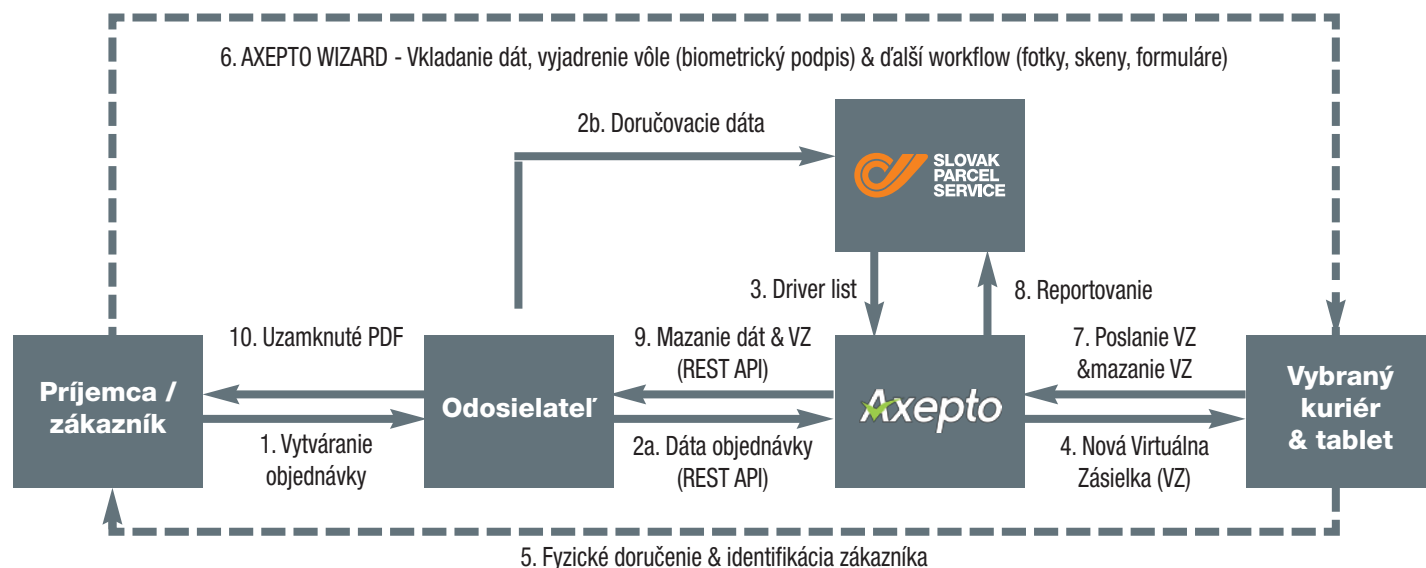 6. AXEPTO WIZARD - Vkladanie dát, vyjadrenie vôle (biometrický podpis) & ďalší workflow (fotky, skeny, formuláre)
2b. Doručovacie dáta
SLOVAK
PARCEL
SERVICE
3. Driver list
8. Reportovanie
10. Uzamknuté PDF
9. Mazanie dát & VZ
(REST API)
7. Poslanie VZ
&mazanie VZ
Príjemca /
zákazník
Odosielateľ
Axepto
Vybraný
kuriér
& tablet
1. Vytváranie
objednávky
2a. Dáta objednávky
(REST API)
4. Nová Virtuálna
Zásielka (VZ)
5. Fyzické doručenie & identifikácia zákazníka